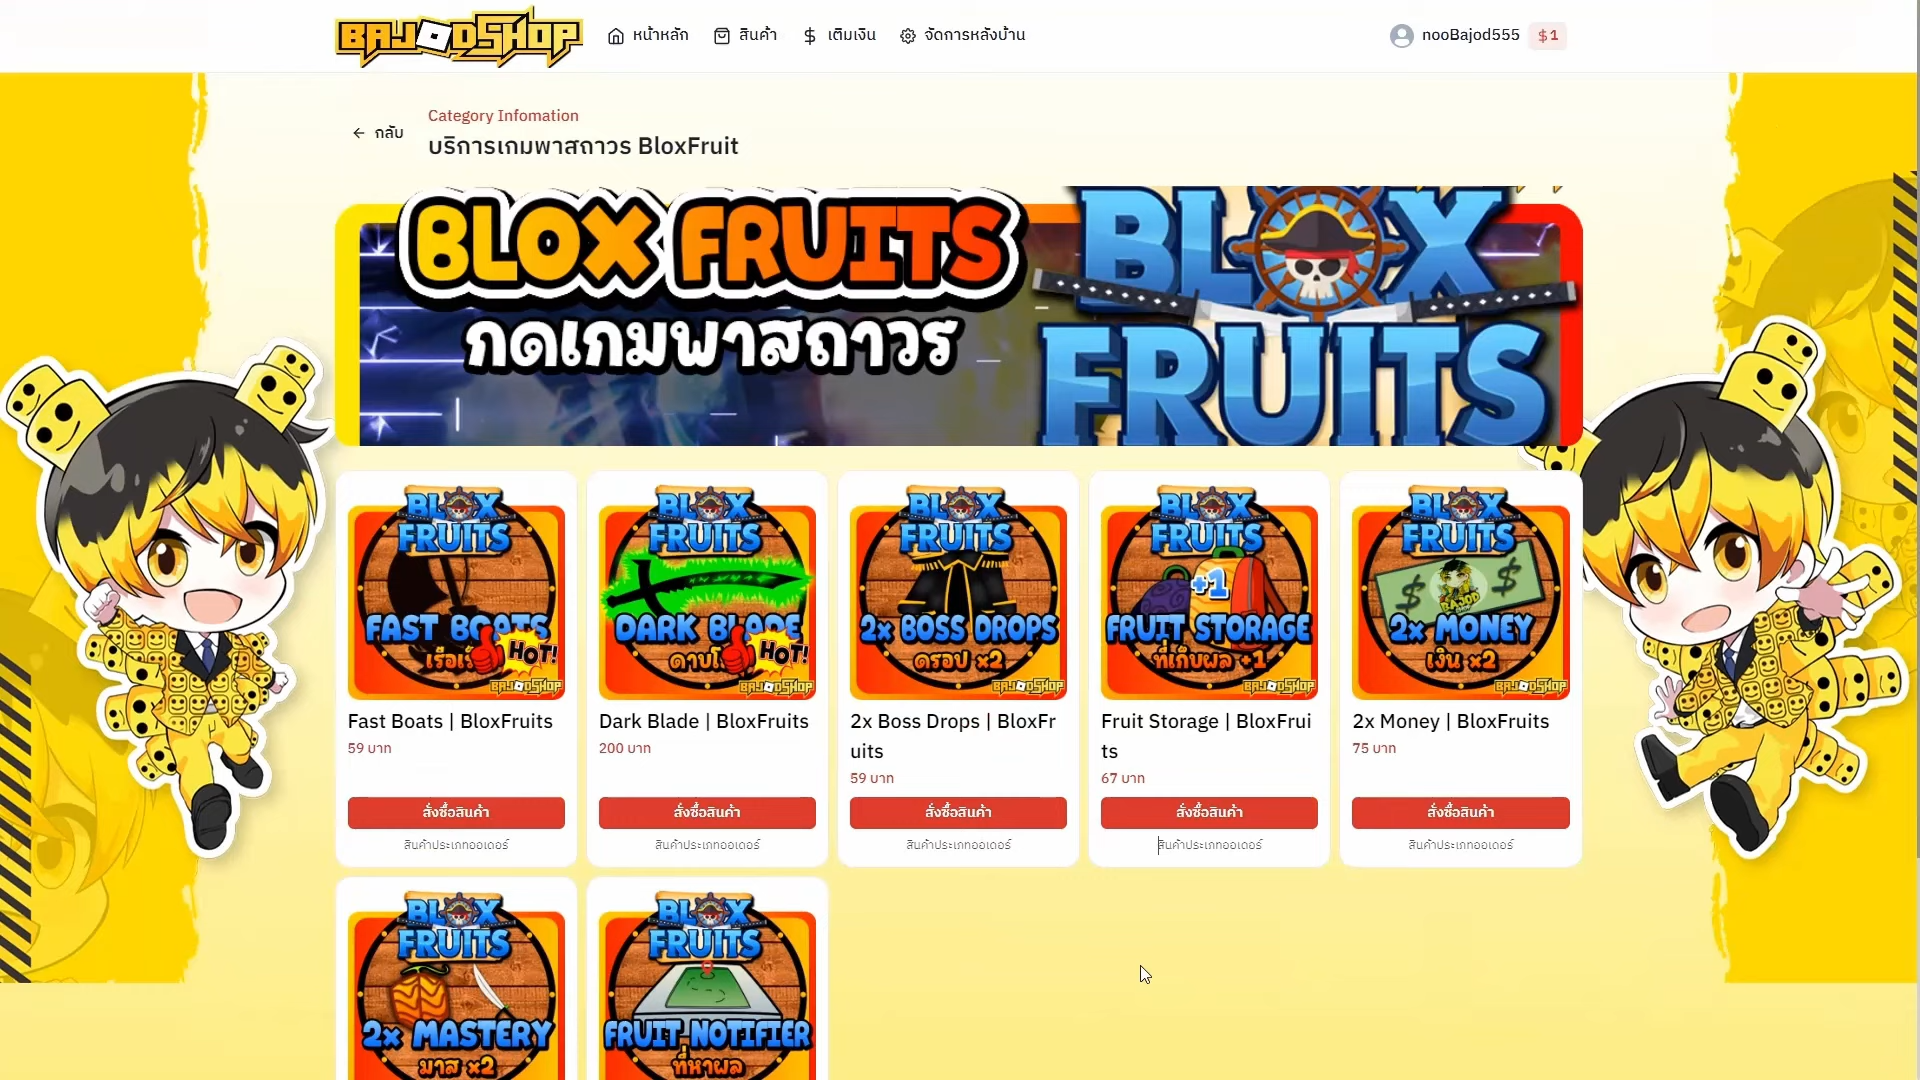 BAJODSHOP
หน้าหลัก
สินค้า
เติมเงิน
จัดการหลังบ้าน
nooBajod555
$1
กลับ
Category Infomation
บริการเกมพาสถาวร BloxFruit
BLOX FRUITS
กดเกมพาสถาวร
BLOX
FRUITS
BLOX
FRUITS
FAST BOATS
HOT!
BAJODSHOP
Fast Boats | BloxFruits
59 บาท
สั่งซื้อสินค้า
สินค้าประเภทออเดอร์
BLOX
FRUITS
DARK BLADE
HOT!
BAJODSHOP
Dark Blade | BloxFruits
200 บาท
สั่งซื้อสินค้า
สินค้าประเภทออเดอร์
BLOX
FRUITS
2x BOSS DROPS
ดรอป x2
BAJODSHOP
2x Boss Drops | BloxFr
uits
59 บาท
สั่งซื้อสินค้า
สินค้าประเภทออเดอร์
BLOX
FRUITS
+1
FRUIT STORAGE
ที่เก็บผล +1
BAJODSHOP
Fruit Storage | BloxFrui
ts
67 บาท
สั่งซื้อสินค้า
สินค้าประเภทออเดอร์
BLOX
FRUITS
$ $
BAJOD
2x MONEY
เงิน x2
BAJODSHOP
2x Money | BloxFruits
75 บาท
สั่งซื้อสินค้า
สินค้าประเภทออเดอร์
BLOX
FRUITS
2x MASTERY
มาส x2
BLOX
FRUITS
FRUIT NOTIFIER
ที่หาผล